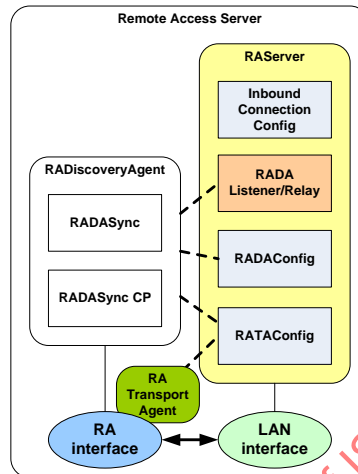 Remote Access Server
RAServer
Inbound
Connection
Config
RADiscoveryAgent
RADA
Listener/Relay
RADASync
RADAConfig
RADASync CP
RATAConfig
RA
Transport
Agent
RA
interface
LAN
interface